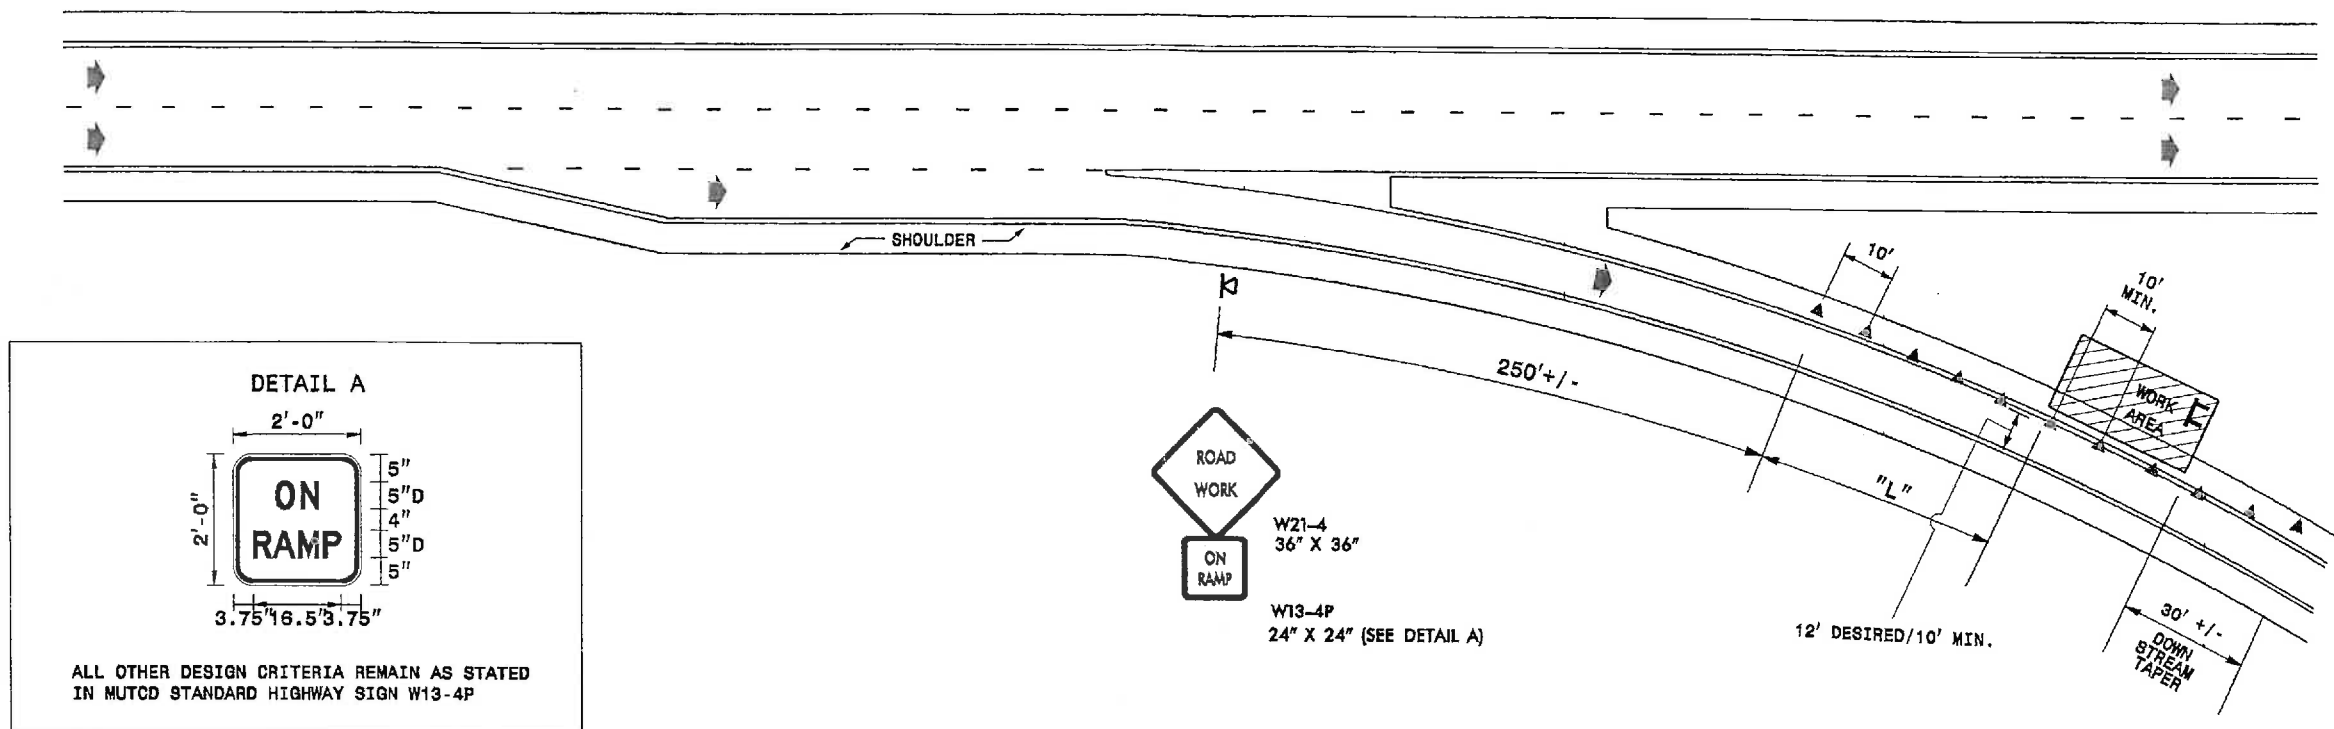 SHOULDER
10'
10'
MIN.
WORK
AREA
250'+/-
"L"
12' DESIRED/10' MIN.
30' +/-
DOWN
STREAM
TAPER
ROAD
WORK
ON
RAMP
W21-4
36" X 36"
W13-4P
24" X 24" (SEE DETAIL A)
DETAIL A
2'-0"
2'-0"
ON
RAMP
5"
5"D
4"
5"D
5"
3.75"16.5"3.75"
ALL OTHER DESIGN CRITERIA REMAIN AS STATED
IN MUTCD STANDARD HIGHWAY SIGN W13-4P